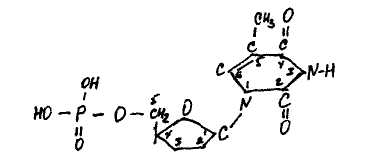 CH₃ O
C C
C 6 5 4 3 N-H
1 2
OH 5 N C
HO-P-O-CH₂ O O
O 4 3 2 1 C